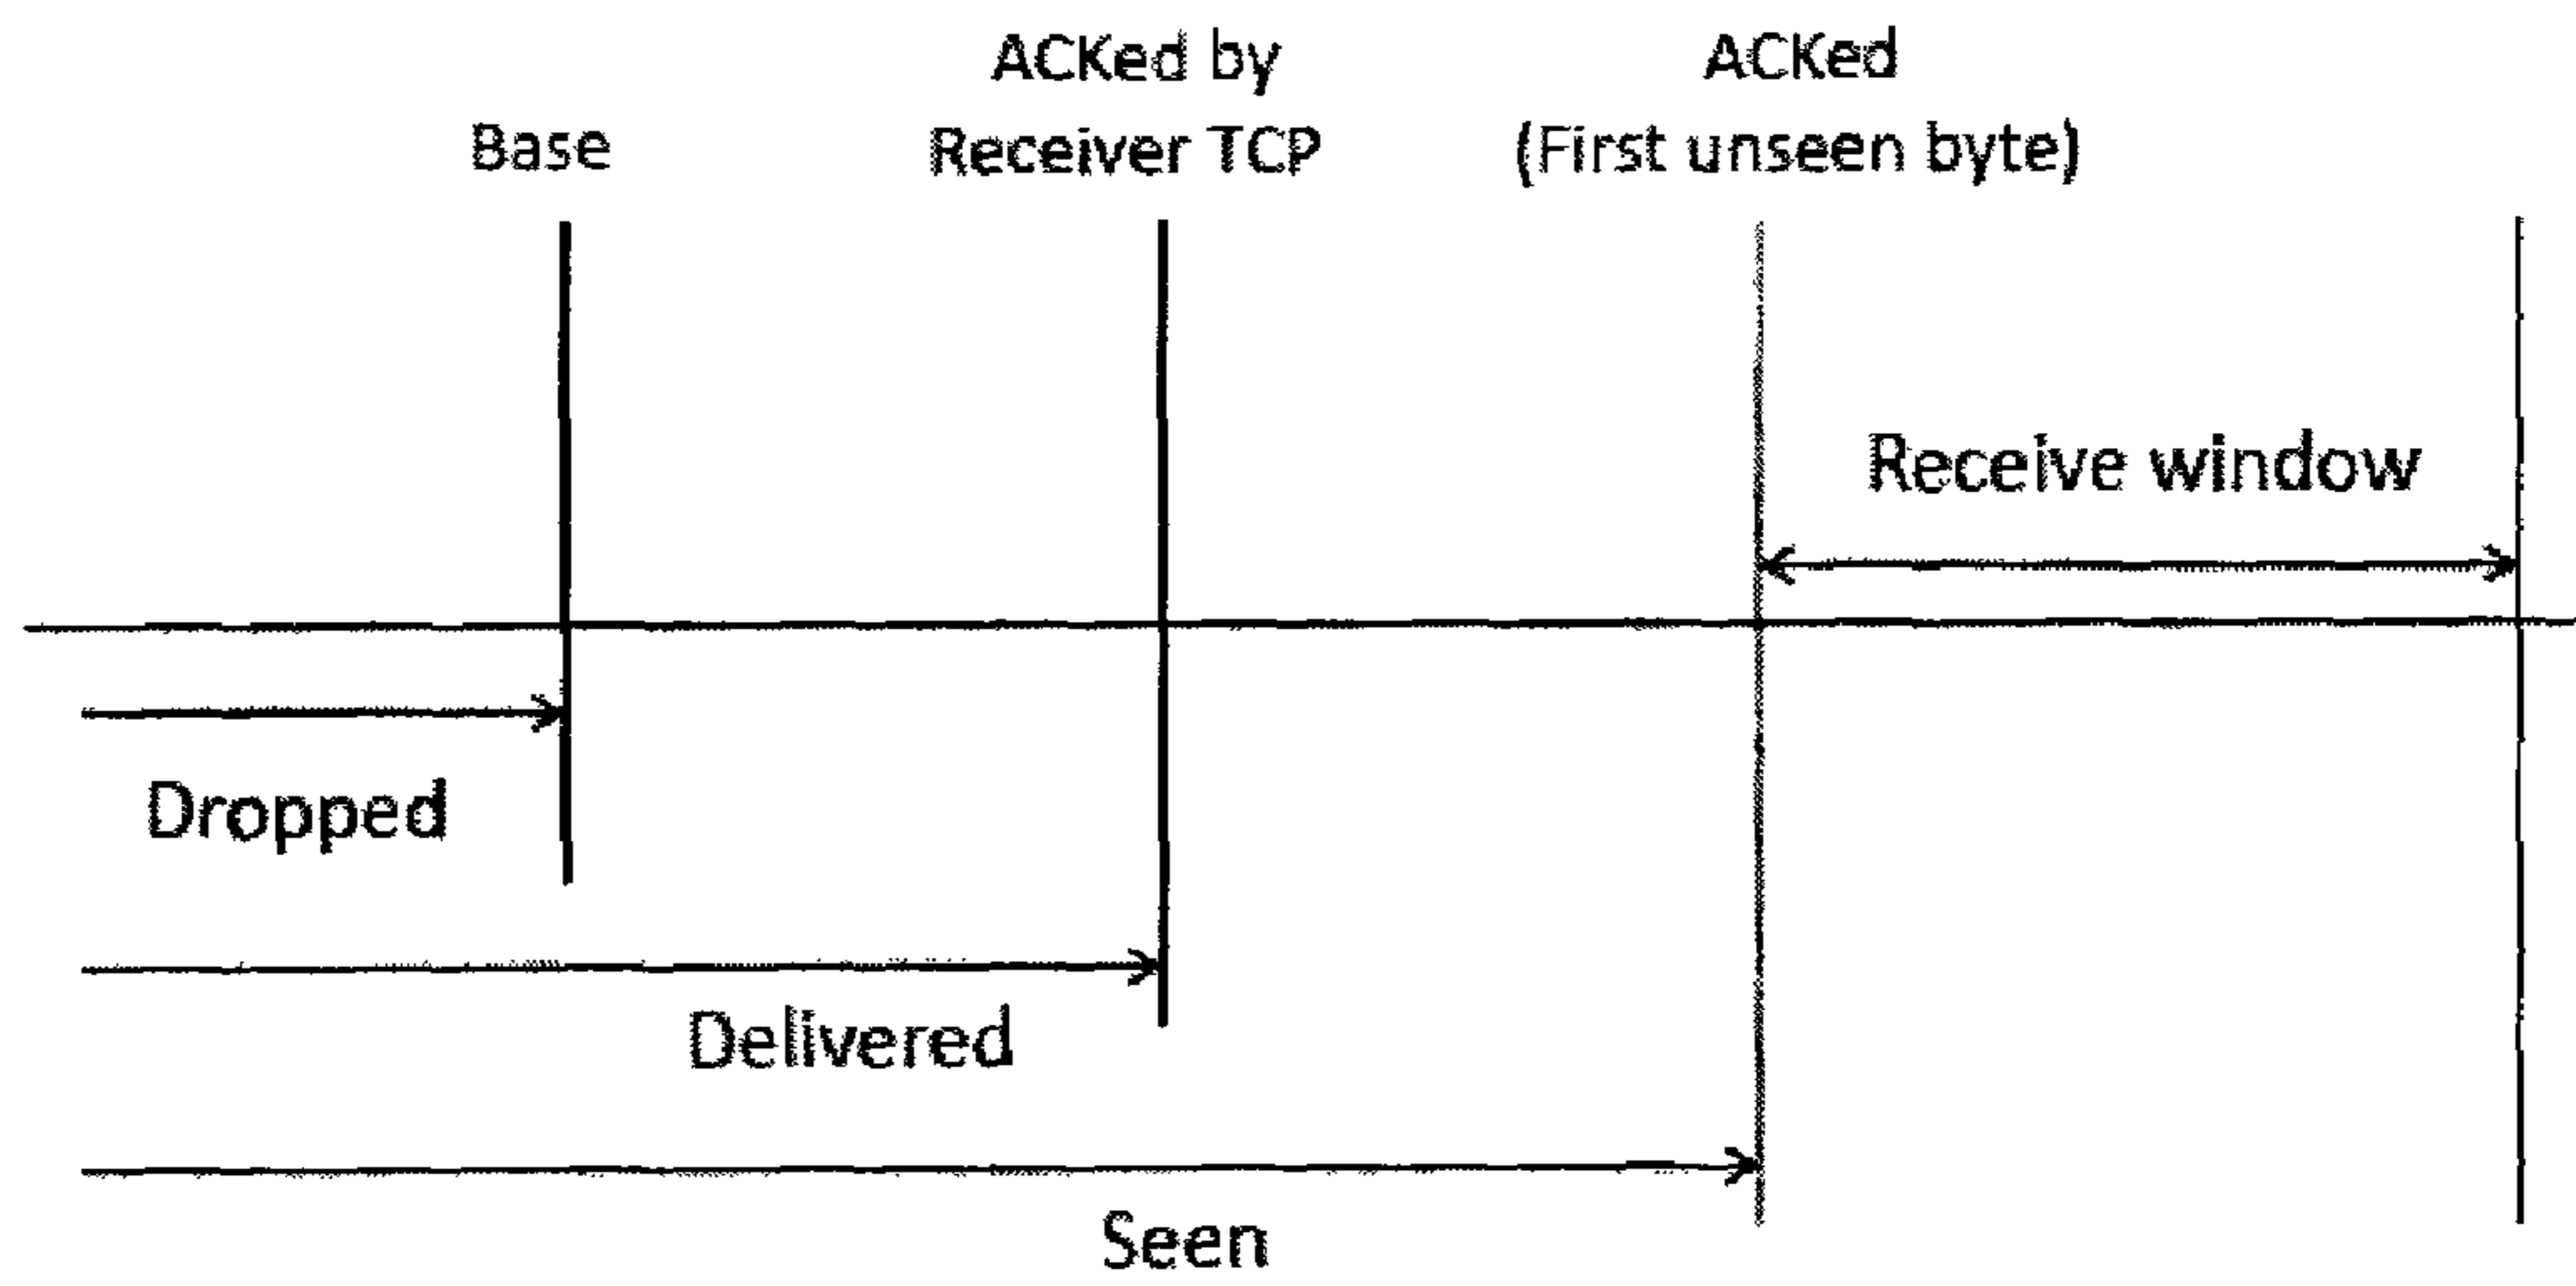 Base
ACKed by
Receiver TCP
ACKed
(First unseen byte)
Receive window
Dropped
Delivered
Seen